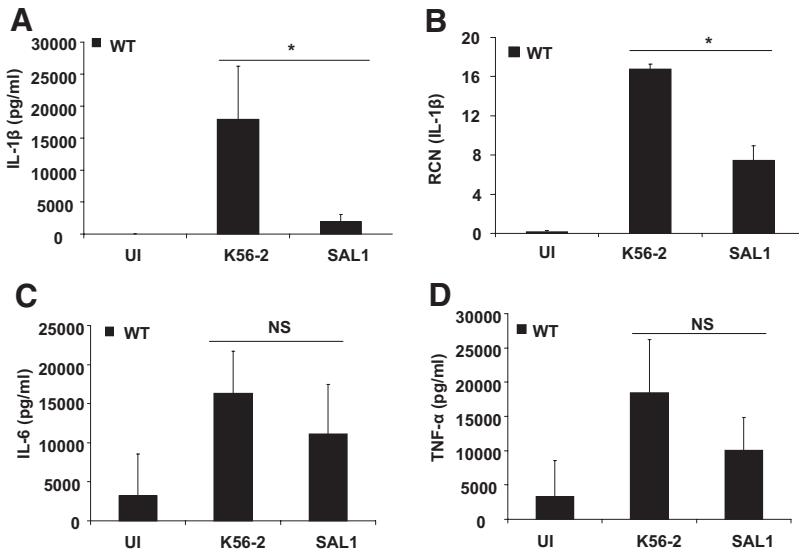 A
WT
IL-1β (pg/ml)
30000
25000
20000
15000
10000
5000
0
*
UI K56-2 SAL1
B
WT
RCN (IL-1β)
20
16
12
8
4
0
*
UI K56-2 SAL1
C
WT
IL-6 (pg/ml)
25000
20000
15000
10000
5000
0
NS
UI K56-2 SAL1
D
WT
TNF-α (pg/ml)
30000
25000
20000
15000
10000
5000
0
NS
UI K56-2 SAL1